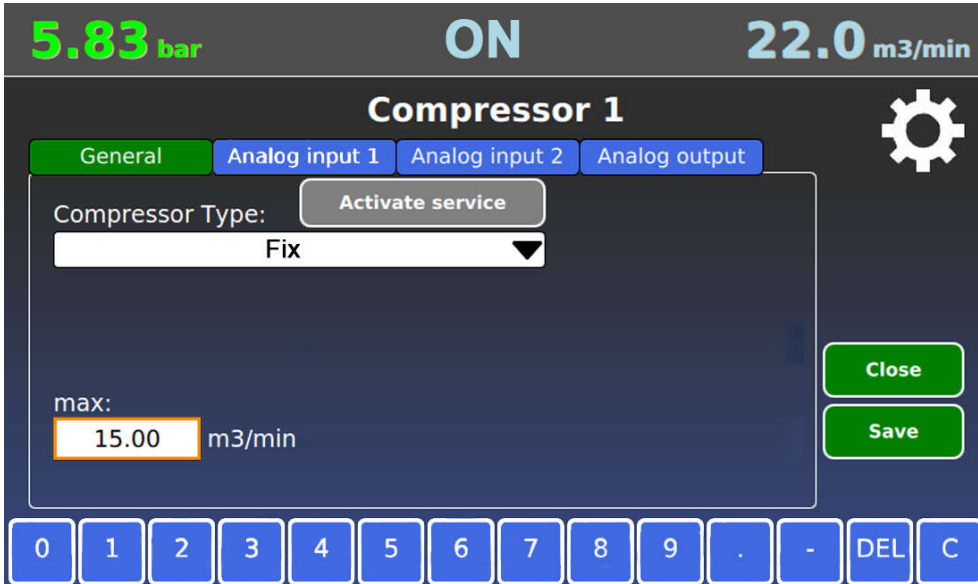 5.83 bar ON 22.0 m3/min
Compressor 1
General Analog input 1 Analog input 2 Analog output
Activate service
Compressor Type:
Fix
Close
max:
Save
15.00 m3/min
0 1 2 3 4 5 6 7 8 9 . - DEL C